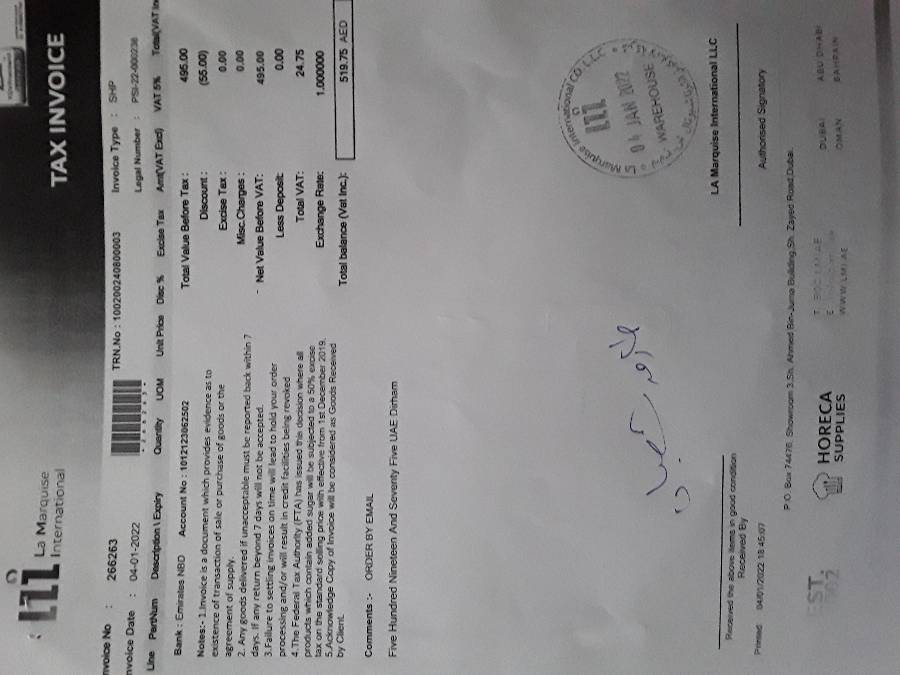 La Marquise
International
TAX INVOICE
Invoice No : 266263
TRN.No : 100200240800003
Invoice Type : SHP
Invoice Date : 04-01-2022
Legal Number : PSI-22-0000236
Line PartNum Description \ Expiry Quantity UOM Unit Price Disc % Excise Tax Amt(VAT Excl) VAT 5% Total(VAT In
Bank : Emirates NBD Account No : 1012123062502
Total Value Before Tax : 495.00
Discount : (55.00)
Excise Tax : 0.00
Misc.Charges : 0.00
- Net Value Before VAT: 495.00
Less Deposit: 0.00
Total VAT: 24.75
Exchange Rate: 1.000000
Total balance (Vat Inc.): 519.75 AED
Notes:- 1.Invoice is a document which provides evidence as to
existence of transaction of sale or purchase of goods or the
agreement of supply.
2. Any goods delivered if unacceptable must be reported back within 7
days. If any return beyond 7 days will not be accepted.
3.Failure to settling invoices on time will lead to hold your order
processing and/or will result in credit facilities being revoked
4.The Federal Tax Authority (FTA) has issued this decision where all
products which contain added sugar will be subjected to a 50% excise
tax on the standard selling price with effective from 1st December 2019.
5.Acknowledge Copy of Invoice will be considered as Goods Received
by Client.
Comments :- ORDER BY EMAIL
Five Hundred Nineteen And Seventy Five UAE Dirham
La Marquise International CO. L.L.C.
04 JAN 2022
WAREHOUSE
LA Marquise International LLC
Received the above items in good condition
Received By
Authorised Signatory
Printed: 04/01/2022 18:45:07
P.O. Box 74476, Showroom 3,Sh. Ahmed Bin-Juma Building,Sh. Zayed Road,Dubai.
HORECA
SUPPLIES
WWW.LMI.AE
DUBAI ABU DHABI
OMAN BAHRAIN